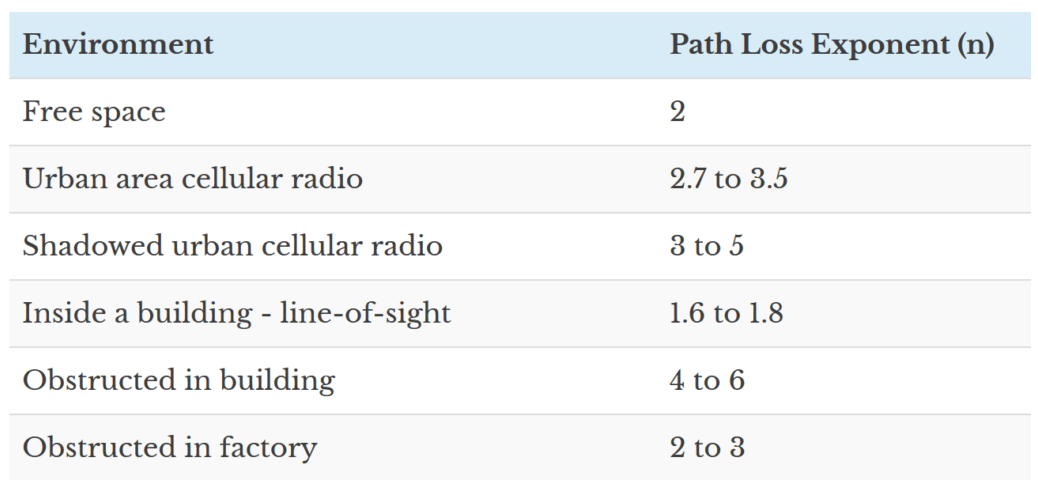 Environment Path Loss Exponent (n)
Free space 2
Urban area cellular radio 2.7 to 3.5
Shadowed urban cellular radio 3 to 5
Inside a building - line-of-sight 1.6 to 1.8
Obstructed in building 4 to 6
Obstructed in factory 2 to 3